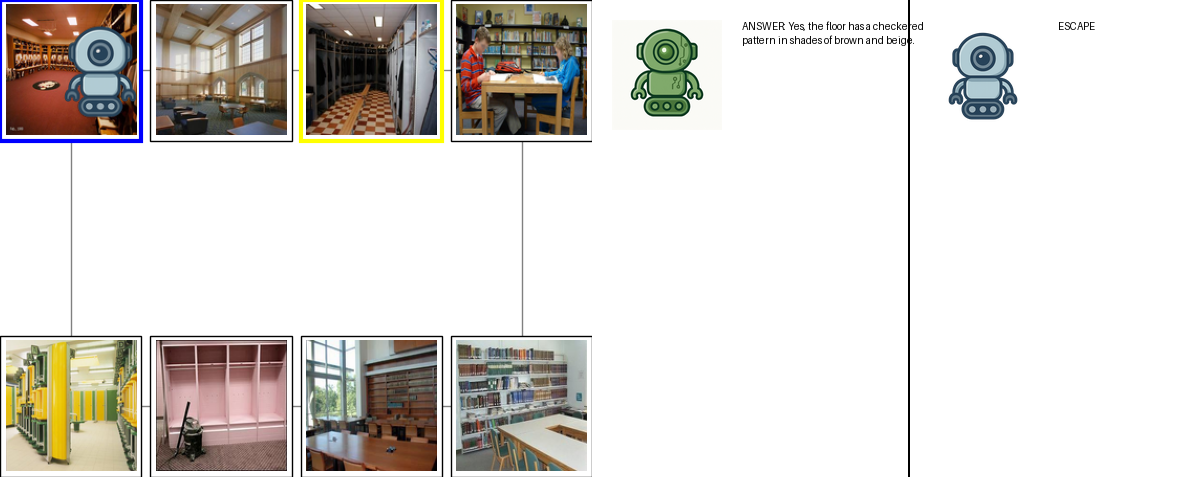 ANSWER: Yes, the floor has a checkered
pattern in shades of brown and beige.
ESCAPE